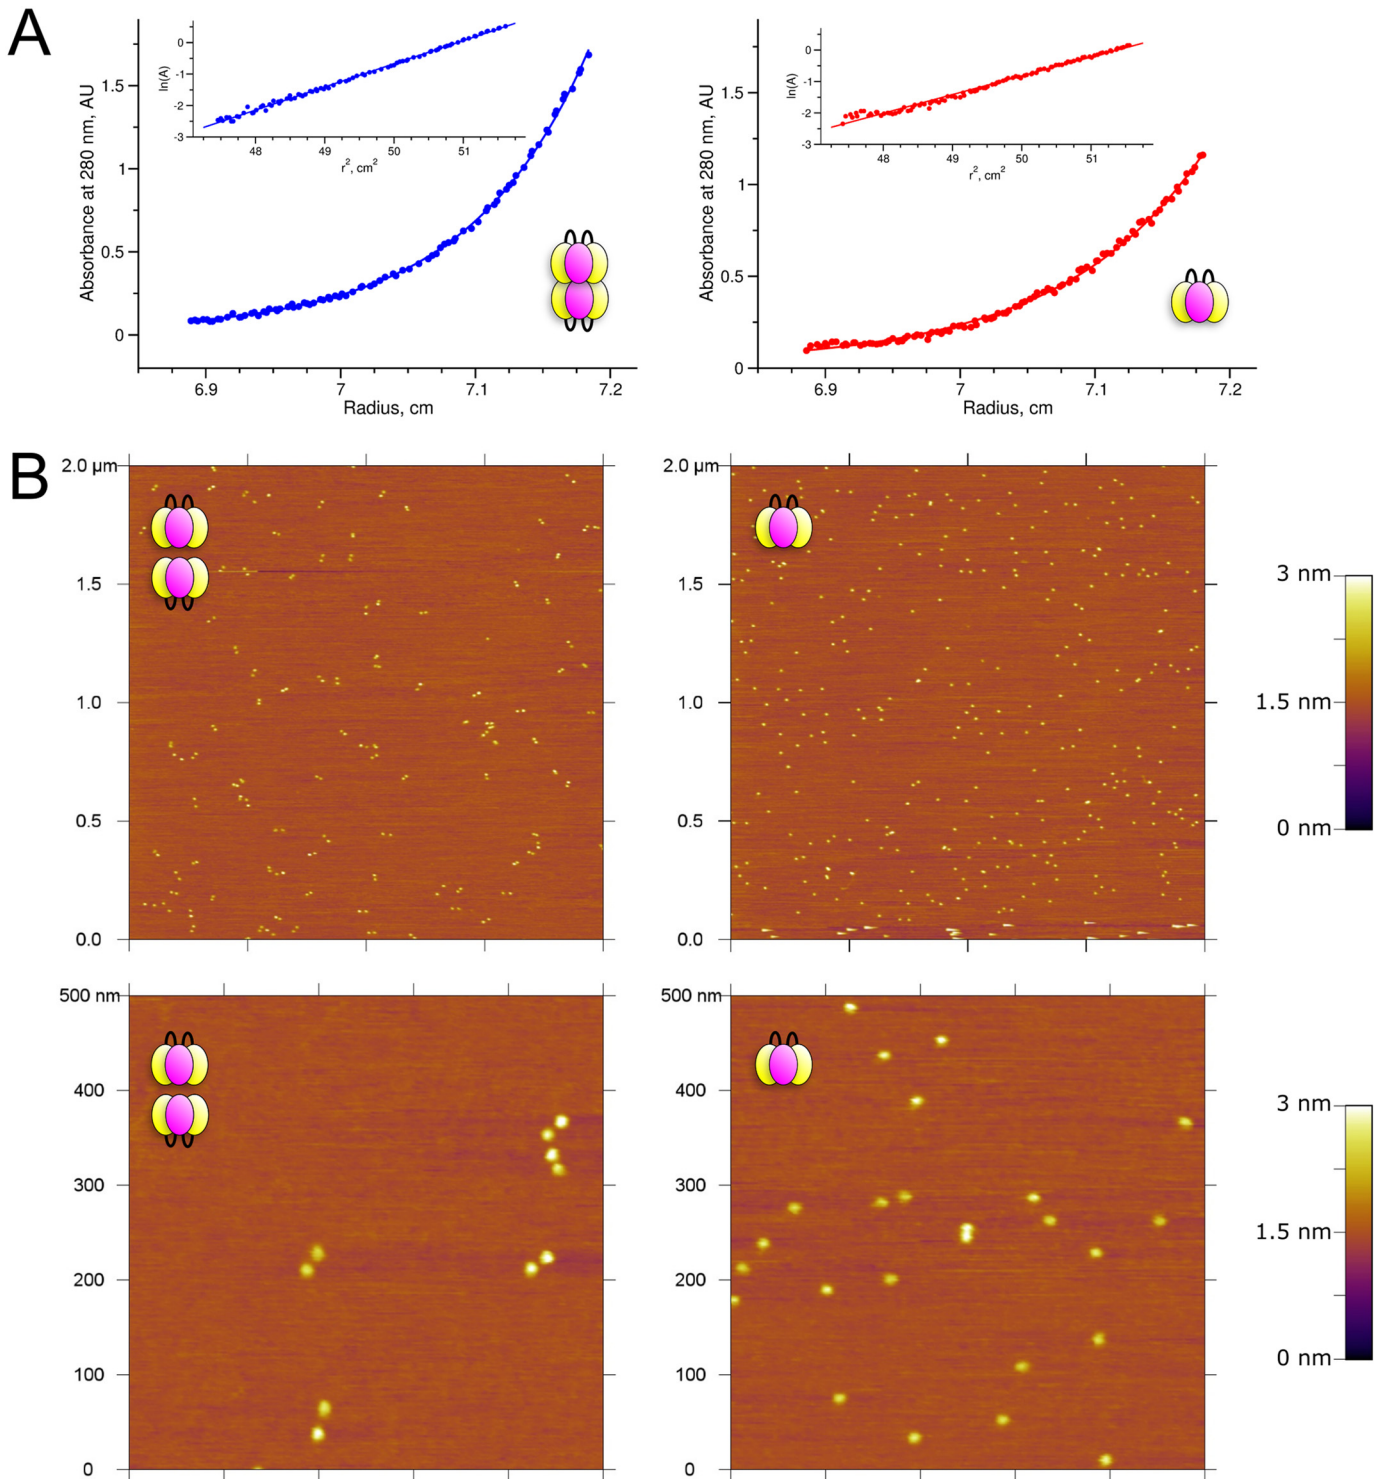 A
Absorbance at 280 nm, AU
1.5
1
0.5
0
6.9
7
7.1
7.2
Radius, cm
ln(A)
0
-1
-2
-3
48
49
50
51
r², cm²
Absorbance at 280 nm, AU
1.5
1
0.5
0
6.9
7
7.1
7.2
Radius, cm
ln(A)
0
-1
-2
-3
48
49
50
51
r², cm²
B
2.0 µm
1.5
1.0
0.5
0.0
2.0 µm
1.5
1.0
0.5
0.0
3 nm
1.5 nm
0 nm
500 nm
400
300
200
100
0
500 nm
400
300
200
100
0
3 nm
1.5 nm
0 nm